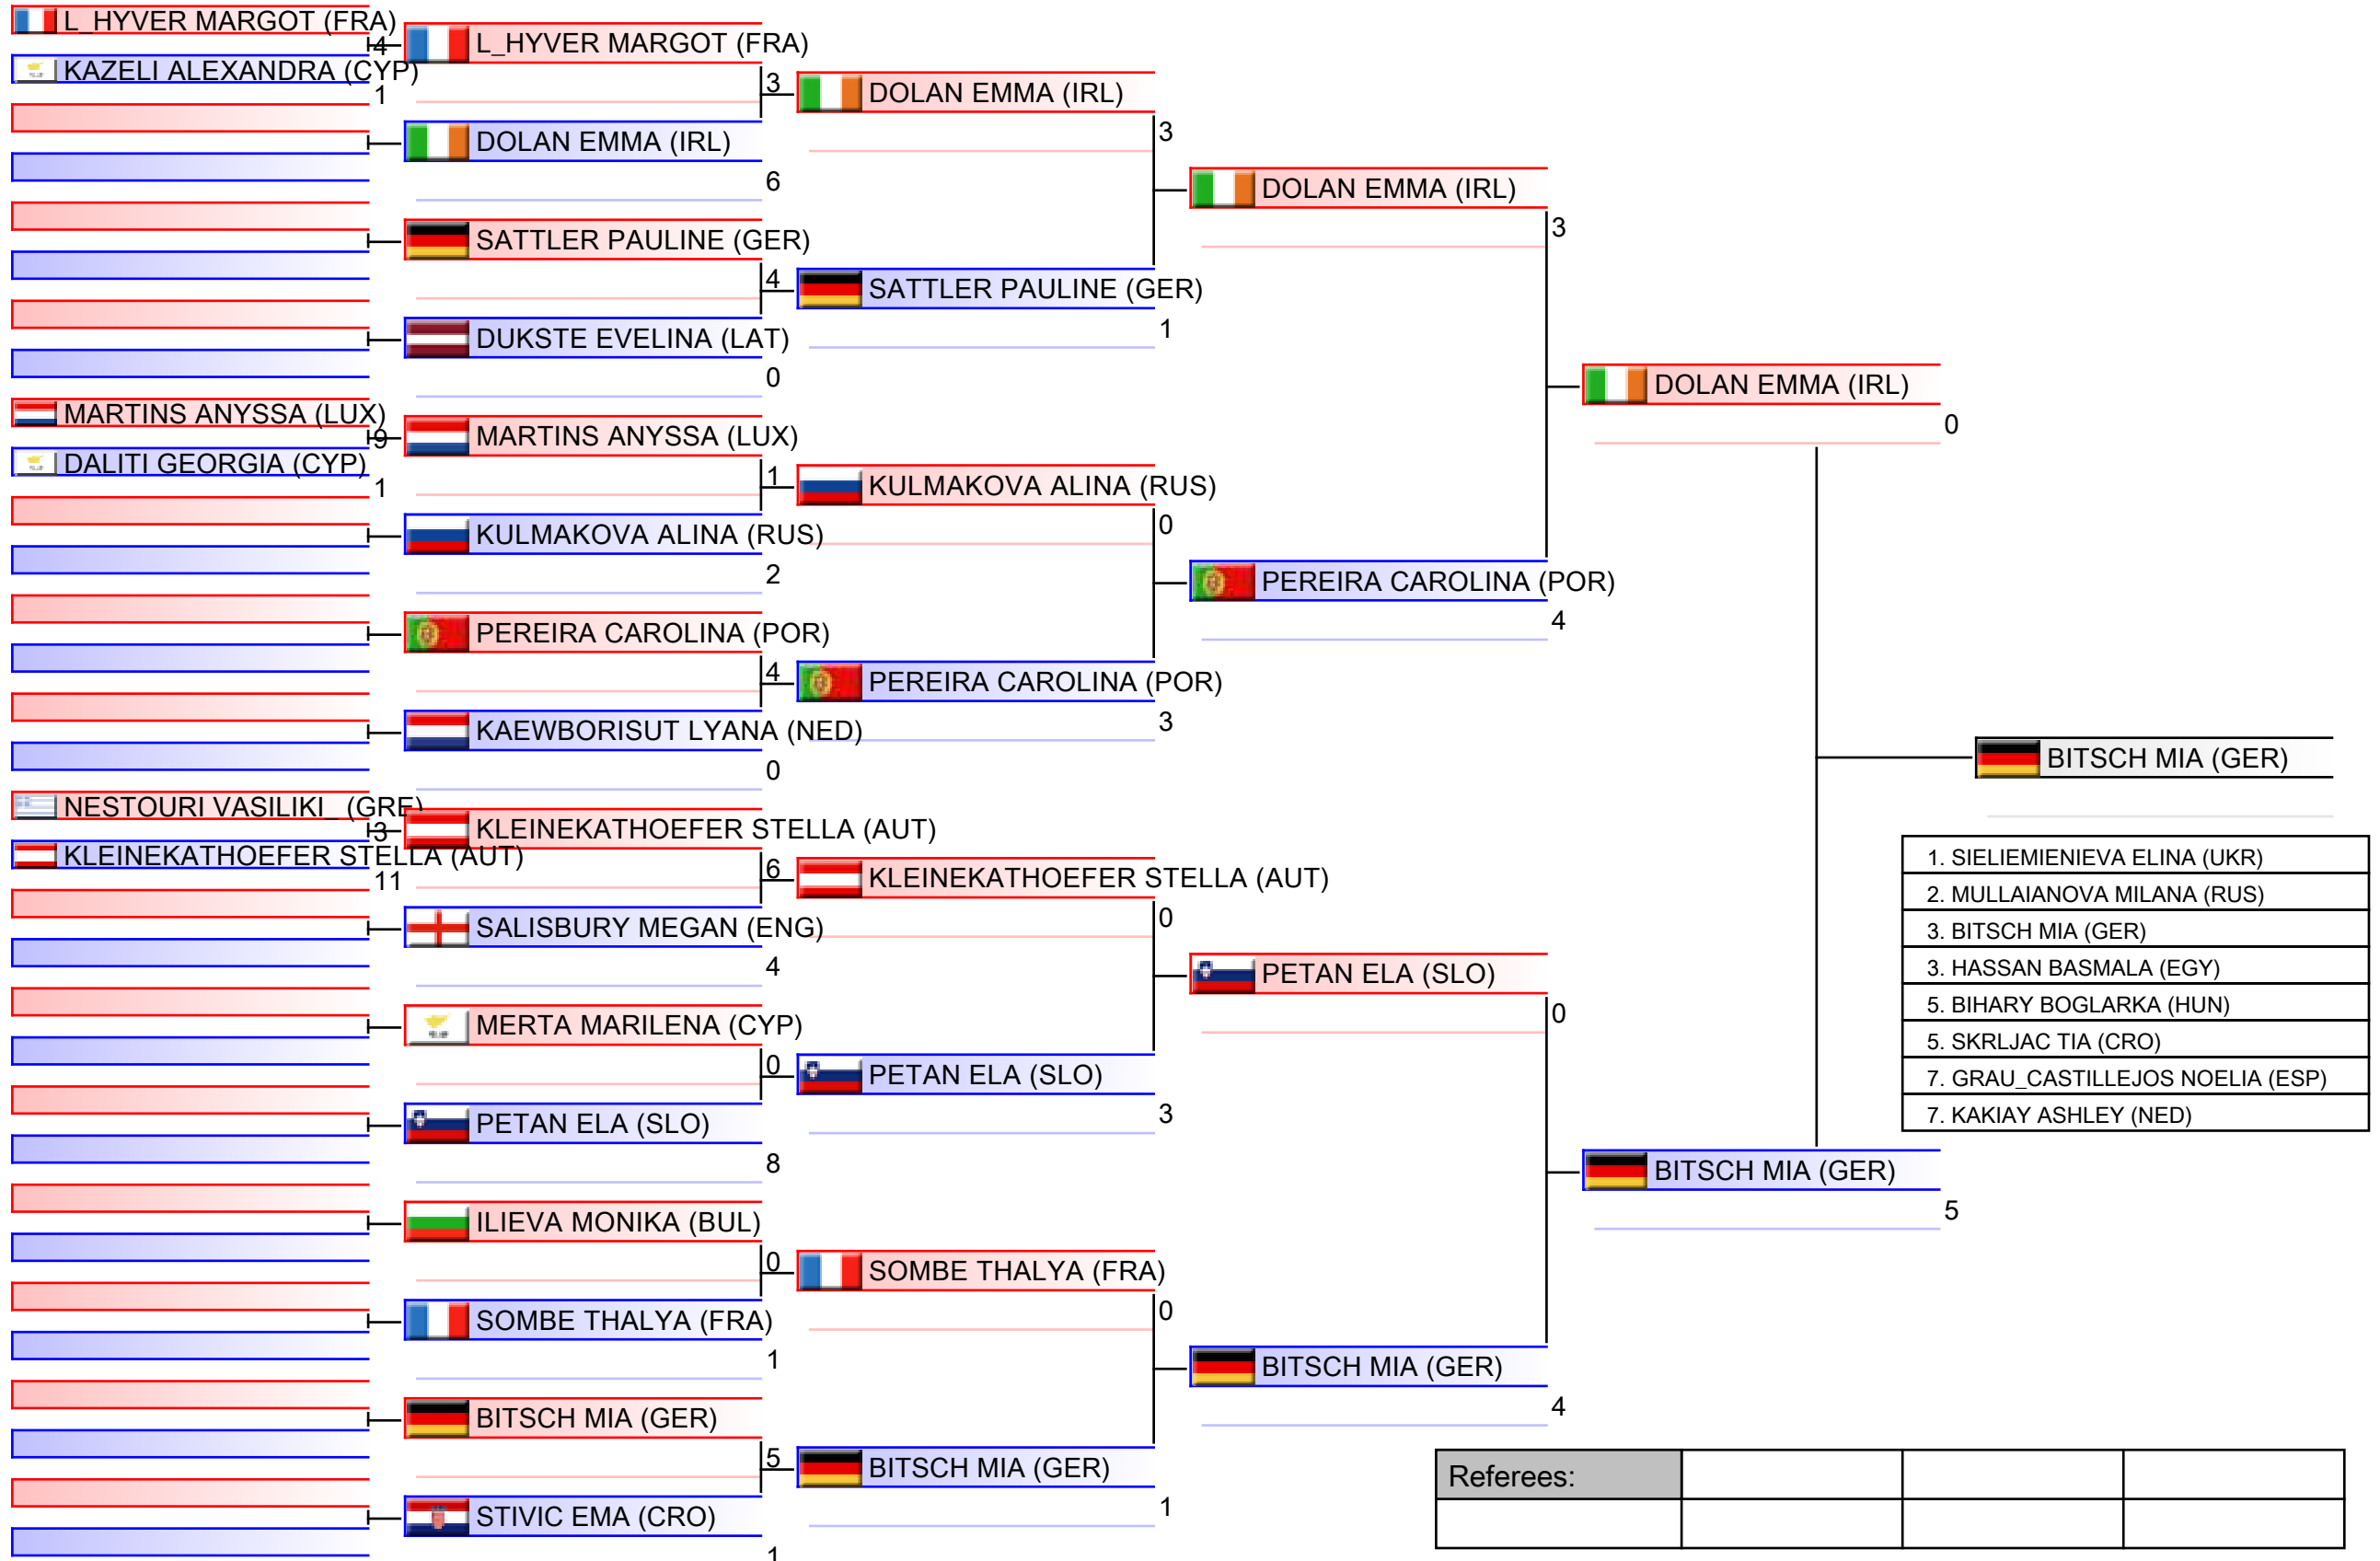 L_HYVER MARGOT (FRA)
4
KAZELI ALEXANDRA (CYP)
1
MARTINS ANYSSA (LUX)
9
DALITI GEORGIA (CYP)
1
NESTOURI VASILIKI_ (GRE)
3
KLEINEKATHOEFER STELLA (AUT)
11
L_HYVER MARGOT (FRA)
3
DOLAN EMMA (IRL)
6
SATTLER PAULINE (GER)
4
DUKSTE EVELINA (LAT)
0
MARTINS ANYSSA (LUX)
1
KULMAKOVA ALINA (RUS)
2
PEREIRA CAROLINA (POR)
4
KAEWBORISUT LYANA (NED)
0
KLEINEKATHOEFER STELLA (AUT)
6
SALISBURY MEGAN (ENG)
4
MERTA MARILENA (CYP)
0
PETAN ELA (SLO)
8
ILIEVA MONIKA (BUL)
0
SOMBE THALYA (FRA)
1
BITSCH MIA (GER)
5
STIVIC EMA (CRO)
1
DOLAN EMMA (IRL)
3
SATTLER PAULINE (GER)
1
KULMAKOVA ALINA (RUS)
0
PEREIRA CAROLINA (POR)
3
KLEINEKATHOEFER STELLA (AUT)
0
PETAN ELA (SLO)
3
SOMBE THALYA (FRA)
0
BITSCH MIA (GER)
1
DOLAN EMMA (IRL)
3
PEREIRA CAROLINA (POR)
4
PETAN ELA (SLO)
0
BITSCH MIA (GER)
4
DOLAN EMMA (IRL)
0
BITSCH MIA (GER)
5
BITSCH MIA (GER)
1. SIELIEMIENIEVA ELINA (UKR)
2. MULLAIANOVA MILANA (RUS)
3. BITSCH MIA (GER)
3. HASSAN BASMALA (EGY)
5. BIHARY BOGLARKA (HUN)
5. SKRLJAC TIA (CRO)
7. GRAU_CASTILLEJOS NOELIA (ESP)
7. KAKIAY ASHLEY (NED)
Referees: